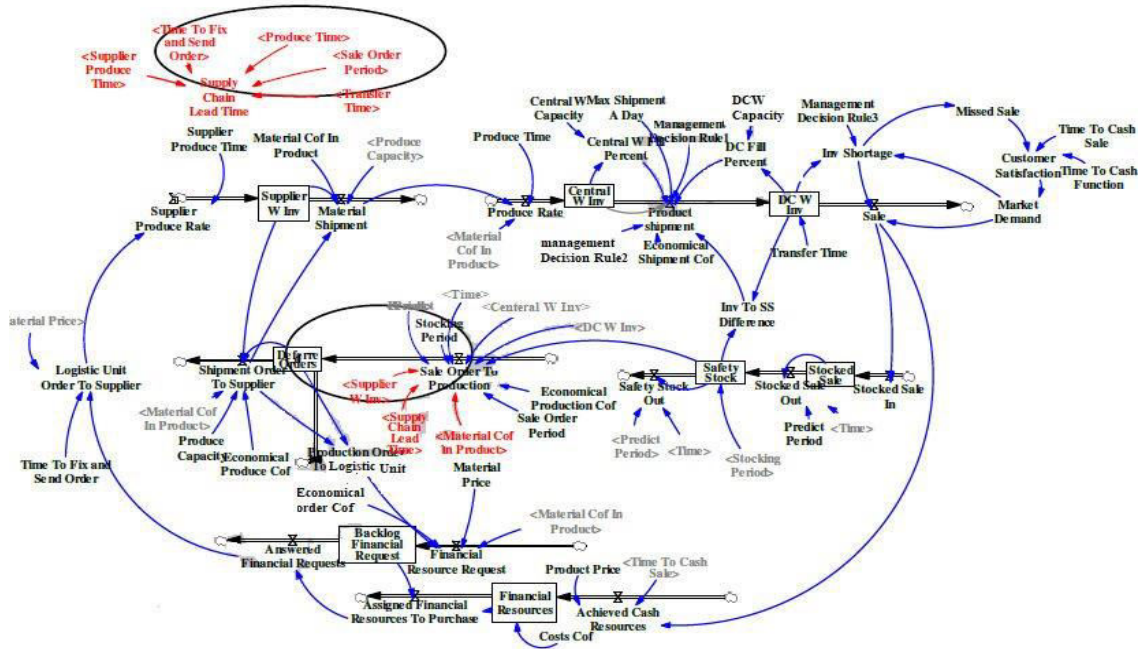 <Time To Fix
and Send
Order>
<Produce Time>
<Supplier
Produce
Time>
<Sale Order
Period>
Supply
Chain
Lead Time
<Transfer
Time>
Supplier
Produce Time
Material Cof In
Product
<Produce
Capacity>
Produce Time
Central W
Capacity
Max Shipment
A Day
Management
Decision Rule1
DCW
Capacity
Management
Decision Rule3
Missed Sale
Time To Cash
Sale
Central W Fill
Percent
DC Fill
Percent
Inv Shortage
Customer
Satisfaction
Time To Cash
Function
Supplier
W Inv
Central
W Inv
DC W
Inv
Supplier
Produce Rate
Material
Shipment
Produce Rate
Product
shipment
Sale
Market
Demand
<Material
Cof In
Product>
management
Decision Rule2
Economical
Shipment Cof
Transfer Time
<Time>
<Centeral W Inv>
Inv To SS
Difference
aterial Price>
Stocking
Period
<DC W Inv>
Deferre
Orders
Logistic Unit
Order To Supplier
Shipment Order
To Supplier
Sale Order To
Production
Safety
Stock
Stocked
Sale
Safety Stock
Out
Stocked Sale
Out
Stocked Sale
In
<Supplier
W Inv>
Economical
Production Cof
<Material Cof
In Product>
<Supply
Chain
Lead
Time>
Sale Order
Period
Predict
Period
<Time>
Produce
Capacity
<Material Cof
In Product>
<Predict
Period>
<Time>
<Stocking
Period>
Time To Fix and
Send Order
Economical
Produce Cof
Production Order
To Logistic Unit
Material
Price
Economical
order Cof
<Material Cof In
Product>
Backlog
Financial
Request
Answered
Financial Requests
Financial
Resource Request
Product Price
<Time To Cash
Sale>
Financial
Resources
Assigned Financial
Resources To Purchase
Achieved Cash
Resources
Costs Cof